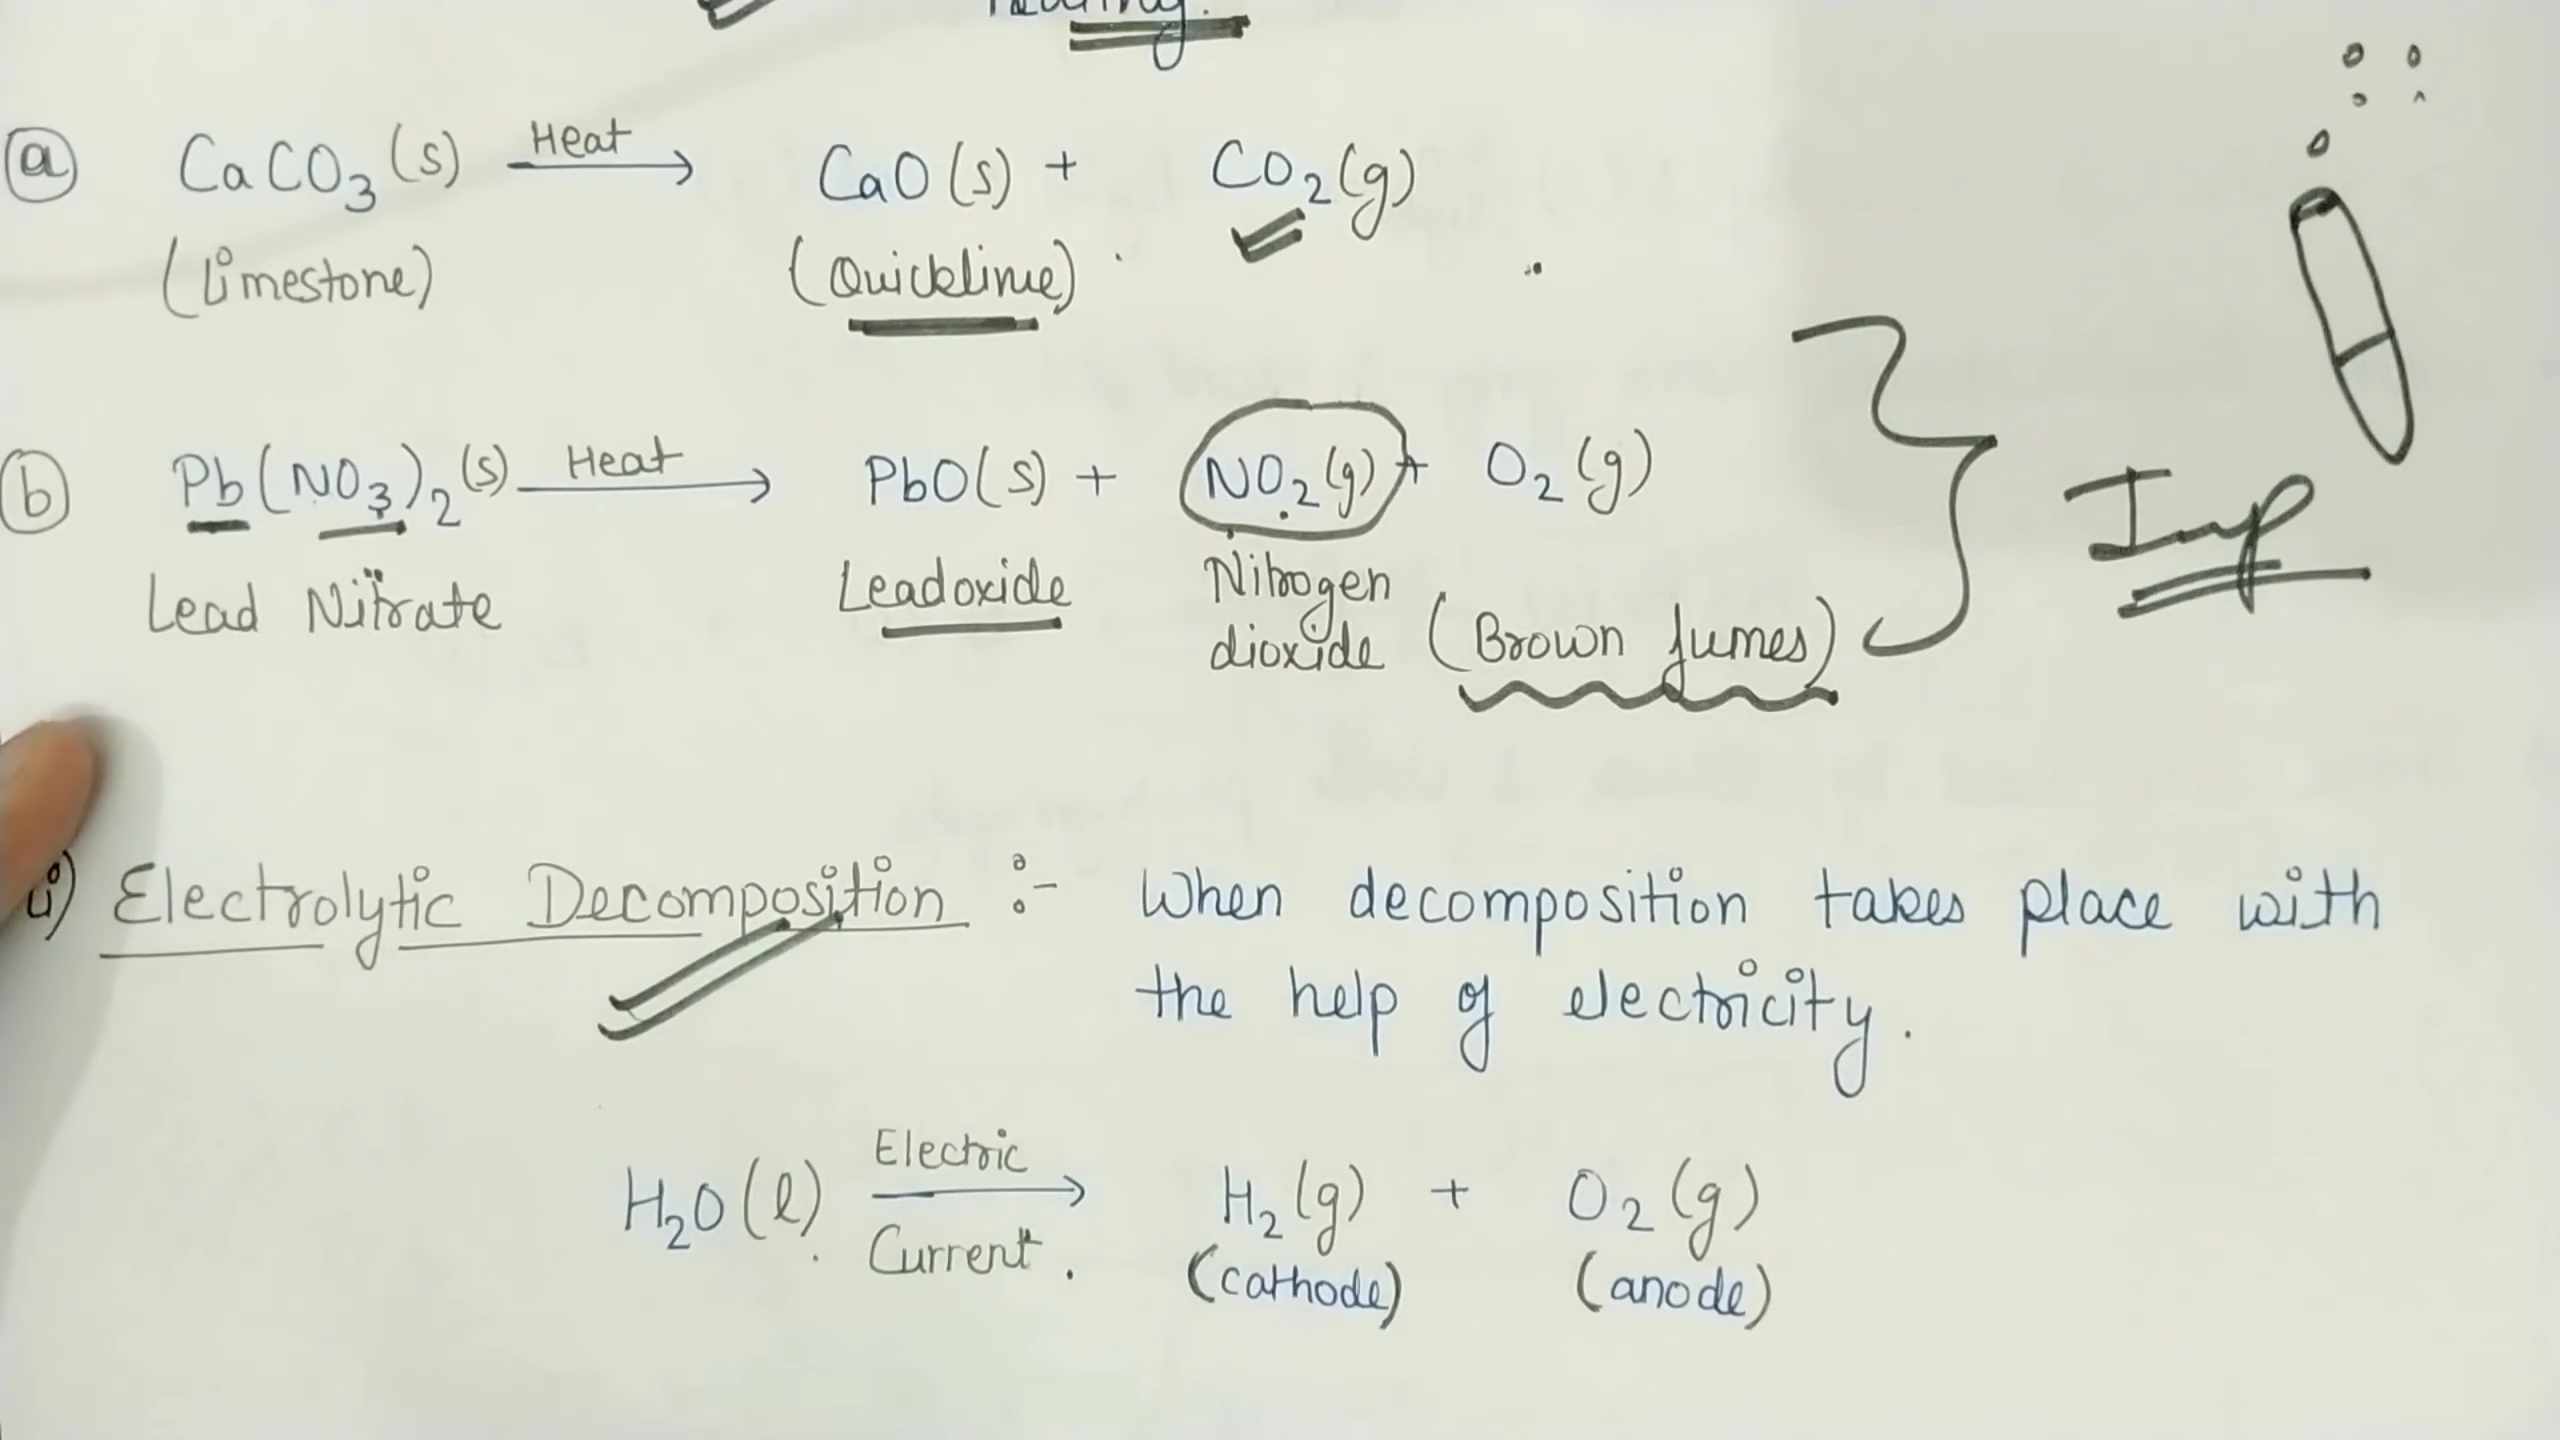 heating.
ⓐ CaCO₃(s) Heat → CaO(s) + CO₂(g)
(Limestone) (Quicklime)
ⓑ Pb(NO₃)₂(s) Heat → PbO(s) + NO₂(g) + O₂(g)
Lead Nitrate Leadoxide Nitrogen dioxide (Brown fumes)
Imp
ii) Electrolytic Decomposition :- When decomposition takes place with
the help of electricity.
H₂O(l) Electric Current. → H₂(g) + O₂(g)
(cathode) (anode)